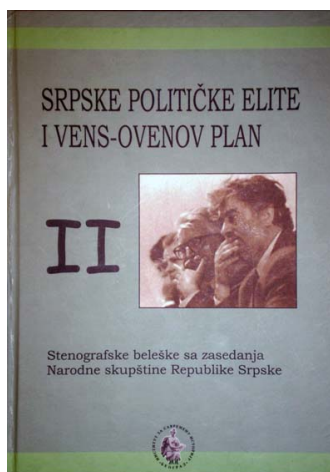 SRPSKE POLITIČKE ELITE
I VENS-OVENOV PLAN
II
Stenografske beleške sa zasedanja
Narodne skupštine Republike Srpske